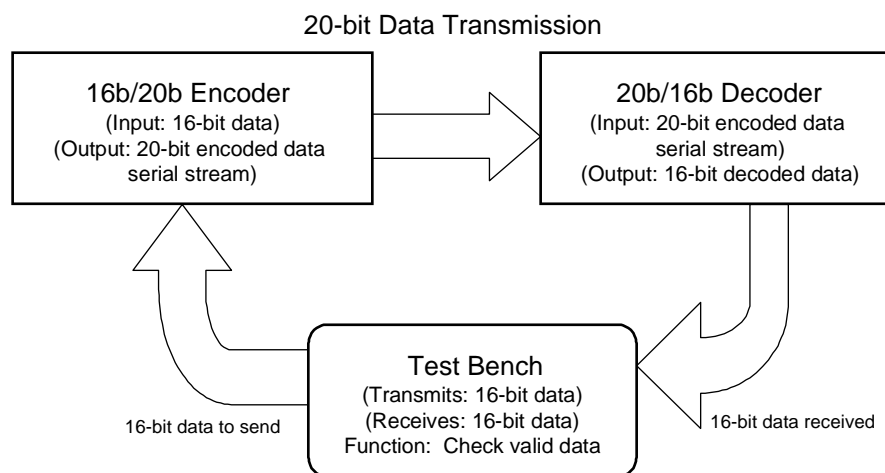 20-bit Data Transmission
16b/20b Encoder
(Input: 16-bit data)
(Output: 20-bit encoded data
serial stream)
20b/16b Decoder
(Input: 20-bit encoded data
serial stream)
(Output: 16-bit decoded data)
Test Bench
(Transmits: 16-bit data)
(Receives: 16-bit data)
Function: Check valid data
16-bit data to send
16-bit data received